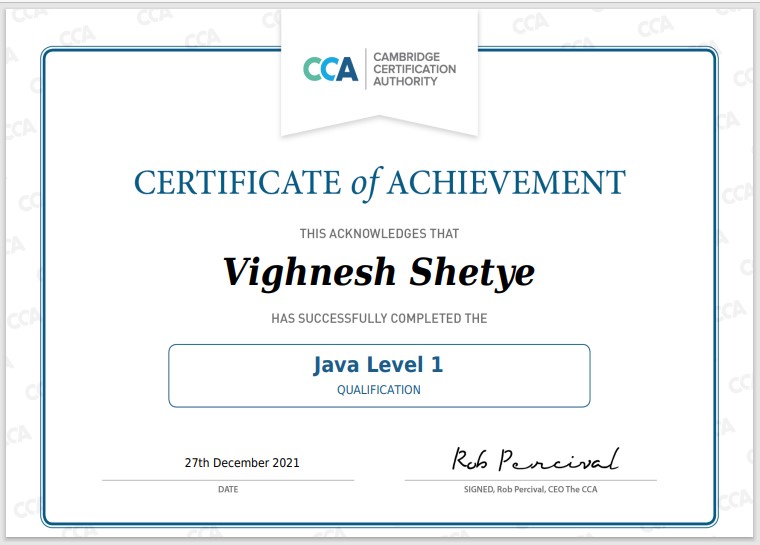 CCA
CAMBRIDGE
CERTIFICATION
AUTHORITY
CERTIFICATE of ACHIEVEMENT
THIS ACKNOWLEDGES THAT
Vighnesh Shetye
HAS SUCCESSFULLY COMPLETED THE
Java Level 1
QUALIFICATION
27th December 2021
Rob Percival
DATE
SIGNED, Rob Percival, CEO The CCA